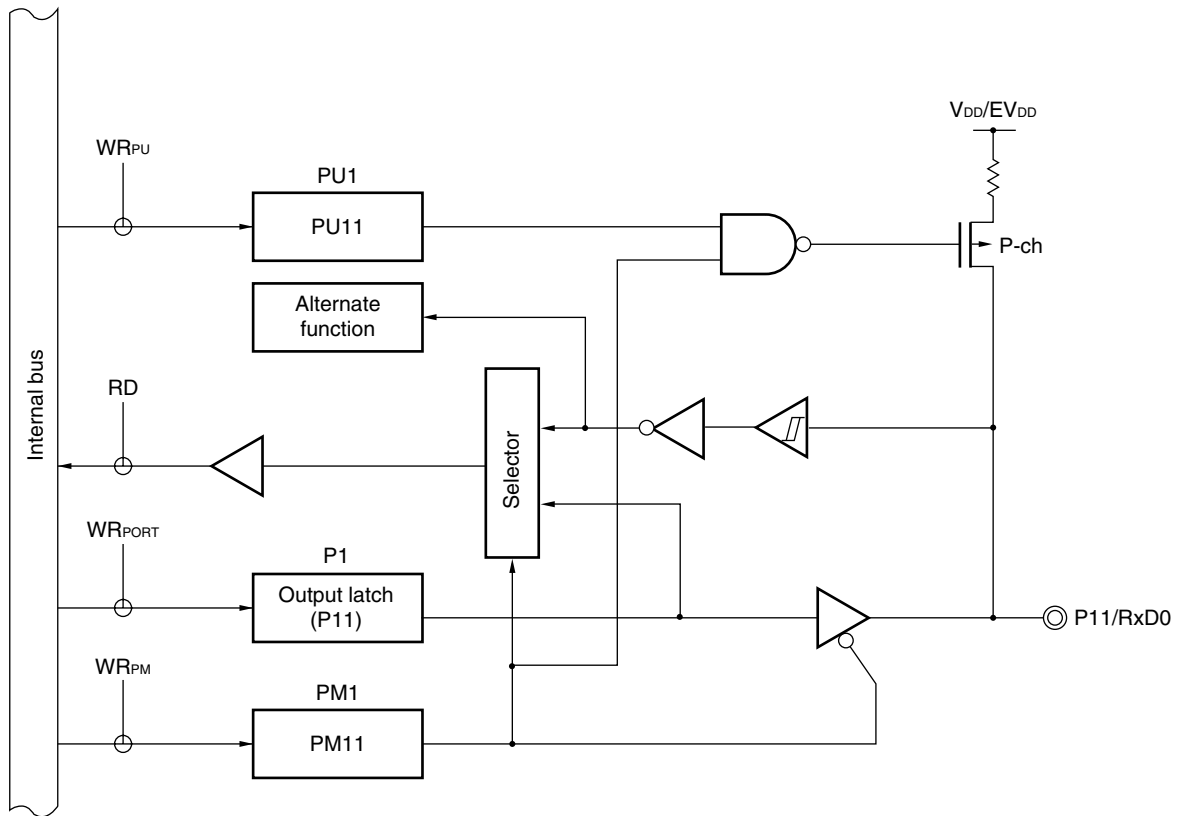 Internal bus
VDD/EVDD
WRPU
PU1
PU11
P-ch
Alternate
function
RD
Selector
WRPORT
P1
Output latch
(P11)
P11/RxD0
WRPM
PM1
PM11